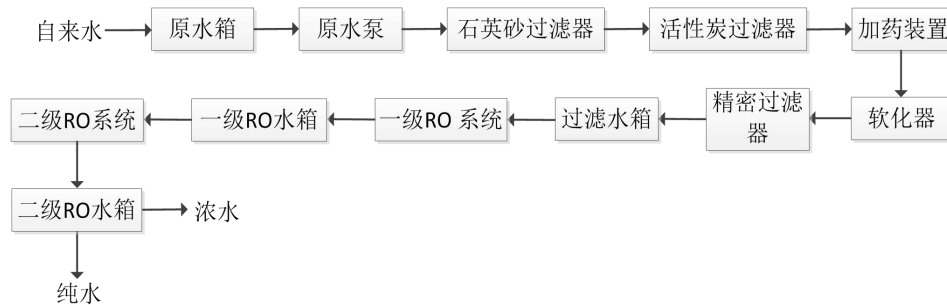 自来水
原水箱
原水泵
石英砂过滤器
活性炭过滤器
加药装置
软化器
精密过滤
器
过滤水箱
一级RO 系统
一级RO水箱
二级RO系统
二级RO水箱
浓水
纯水